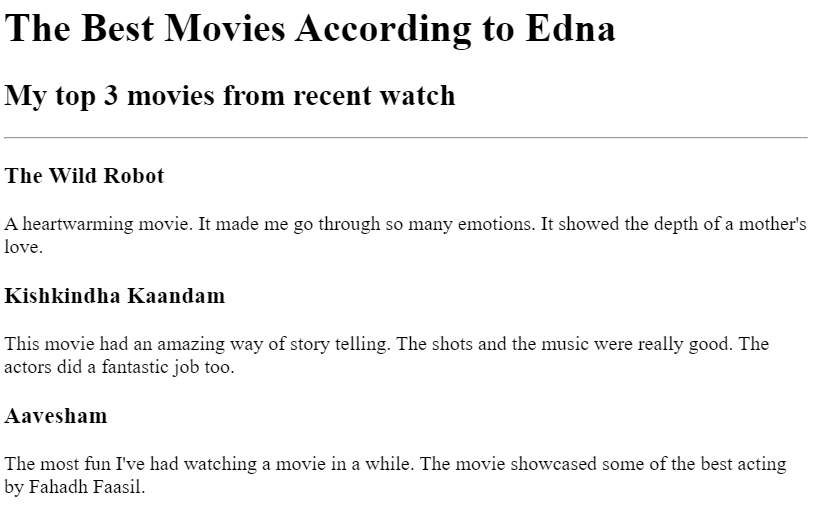 The Best Movies According to Edna
My top 3 movies from recent watch
The Wild Robot
A heartwarming movie. It made me go through so many emotions. It showed the depth of a mother's
love.
Kishkindha Kaandam
This movie had an amazing way of story telling. The shots and the music were really good. The
actors did a fantastic job too.
Aavesham
The most fun I've had watching a movie in a while. The movie showcased some of the best acting
by Fahadh Faasil.